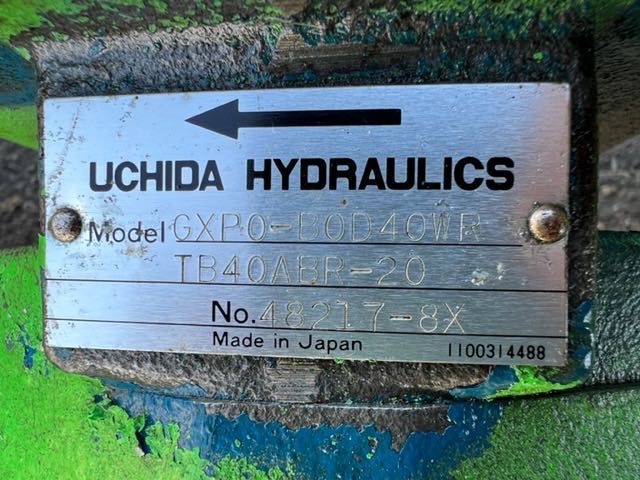 UCHIDA HYDRAULICS
Model GXP0-B0D40WR
TB40ABR-20
No. 48217-8X
Made in Japan 1100314488